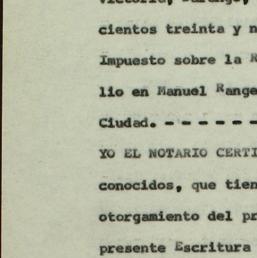 Victoria, Durango,
cientos treinta y n
Impuesto sobre la R
lio en Manuel Range
Ciudad. - - - - - - -
YO EL NOTARIO CERTI
conocidos, que tien
otorgamiento del pr
presente Escritura